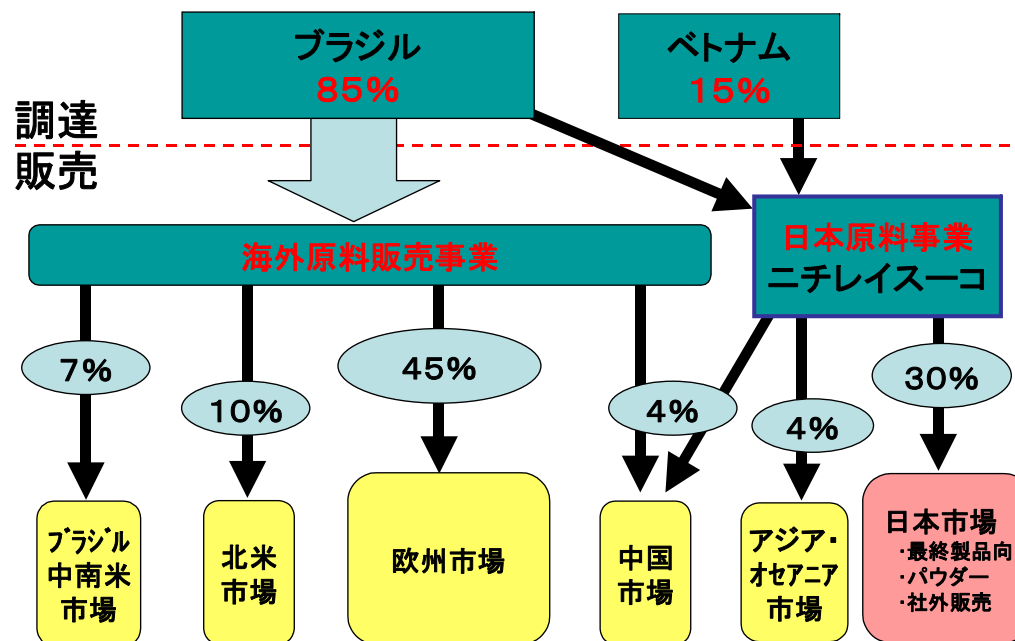 ブラジル
85%
ベトナム
15%
調達
販売
海外原料販売事業
日本原料事業
ニチレイスーコ
7%
10%
45%
4%
4%
30%
ブラジル
中南米
市場
北米
市場
欧州市場
中国
市場
アジア・
オセアニア
市場
日本市場
・最終製品向
・パウダー
・社外販売